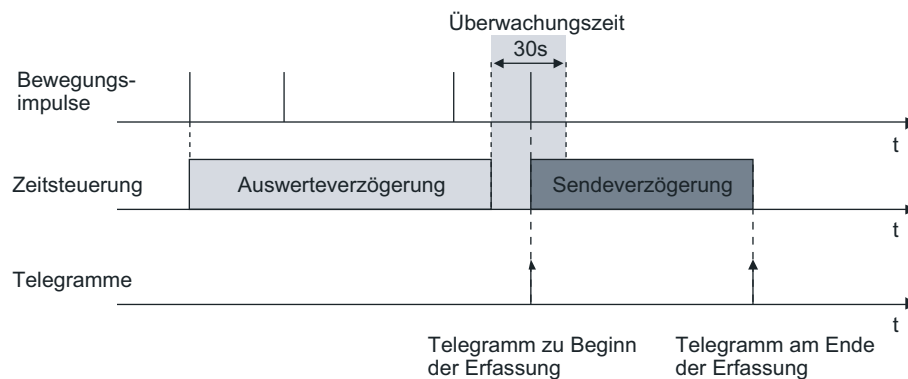 Überwachungszeit
30s
Bewegungs-
impulse
t
Zeitsteuerung
Auswerteverzögerung
Sendeverzögerung
t
Telegramme
t
Telegramm zu Beginn
der Erfassung
Telegramm am Ende
der Erfassung